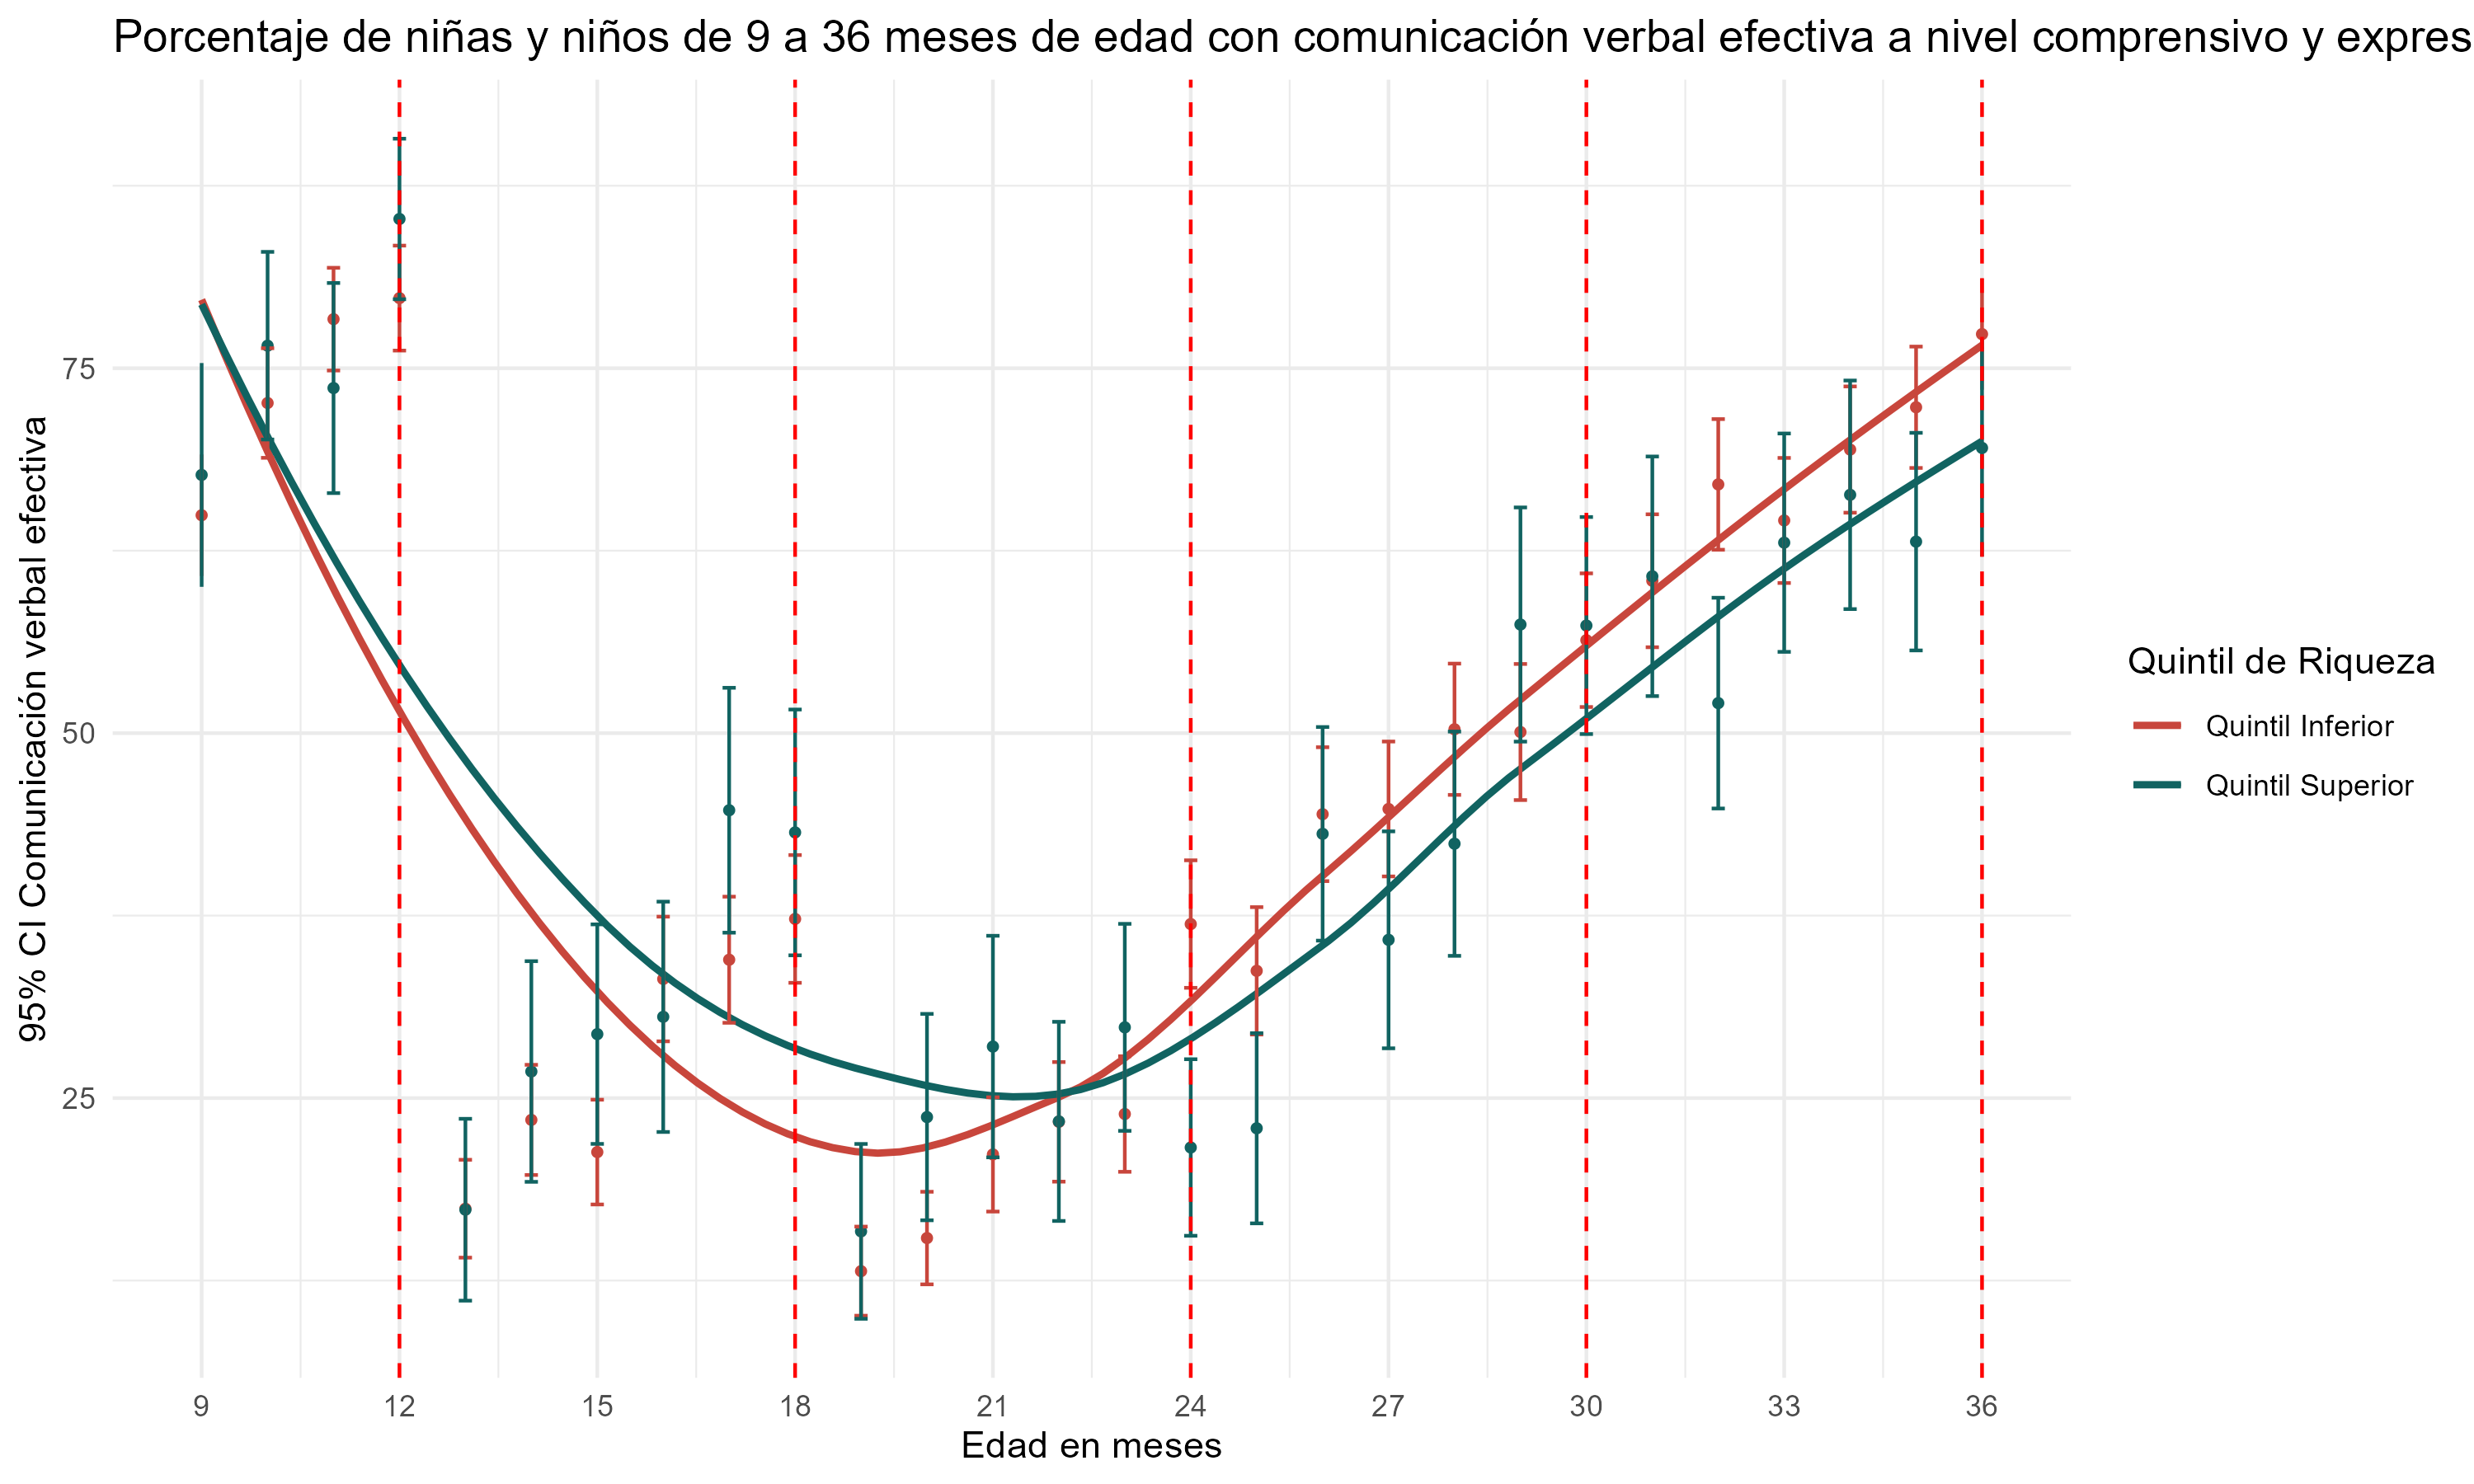 Porcentaje de niñas y niños de 9 a 36 meses de edad con comunicación verbal efectiva a nivel comprensivo y expres
95% CI Comunicación verbal efectiva
75
50
25
9 12 15 18 21 24 27 30 33 36
Edad en meses
Quintil de Riqueza
Quintil Inferior
Quintil Superior